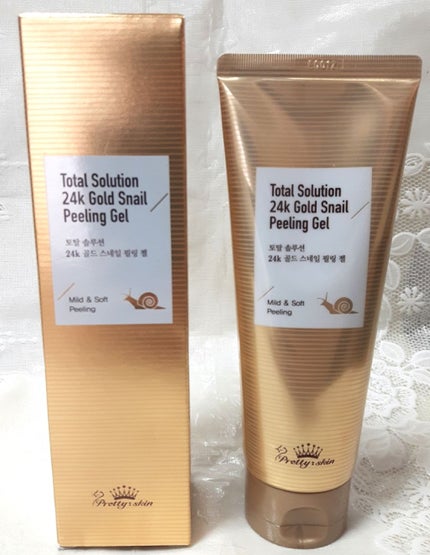 Total Solution
24k Gold Snail
Peeling Gel
토탈 솔루션
24k 골드 스네일 필링 젤
Mild & Soft
Peeling
Pretty skin
Total Solution
24k Gold Snail
Peeling Gel
토탈 솔루션
24k 골드 스네일 필링 젤
Mild & Soft
Peeling
Pretty skin